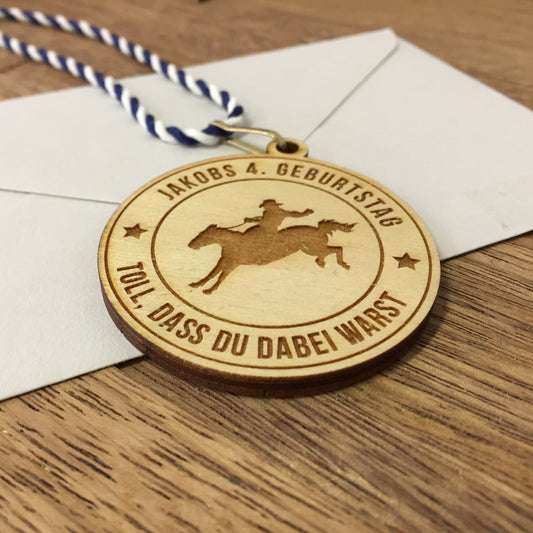 JAKOBS 4. GEBURTSTAG
TOLL, DASS DU DABEI WARST